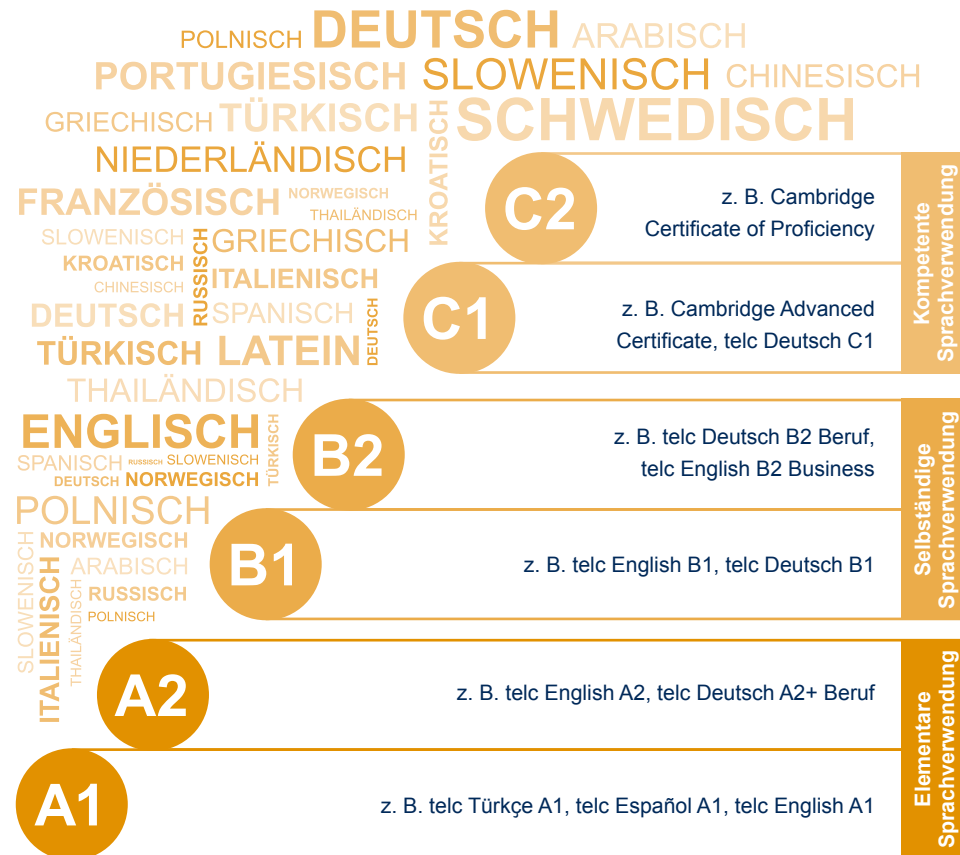 POLNISCH DEUTSCH ARABISCH
PORTUGIESISCH SLOWENISCH CHINESISCH
GRIECHISCH TÜRKISCH KROATISCH SCHWEDISCH
NIEDERLÄNDISCH
FRANZÖSISCH NORWEGISCH
THAILÄNDISCH
SLOWENISCH RUSSISCH GRIECHISCH
KROATISCH ITALIENISCH
CHINESISCH
DEUTSCH SPANISCH DEUTSCH
TÜRKISCH LATEIN
THAILÄNDISCH
ENGLISCH TÜRKISCH
SPANISCH RUSSISCH SLOWENISCH
DEUTSCH NORWEGISCH
POLNISCH
SLOWENISCH ITALIENISCH NORWEGISCH
THAILÄNDISCH ARABISCH
RUSSISCH
POLNISCH
C2
z. B. Cambridge
Certificate of Proficiency
C1
z. B. Cambridge Advanced
Certificate, telc Deutsch C1
Kompetente
Sprachverwendung
B2
z. B. telc Deutsch B2 Beruf,
telc English B2 Business
B1
z. B. telc English B1, telc Deutsch B1
Selbständige
Sprachverwendung
A2
z. B. telc English A2, telc Deutsch A2+ Beruf
A1
z. B. telc Türkçe A1, telc Español A1, telc English A1
Elementare
Sprachverwendung